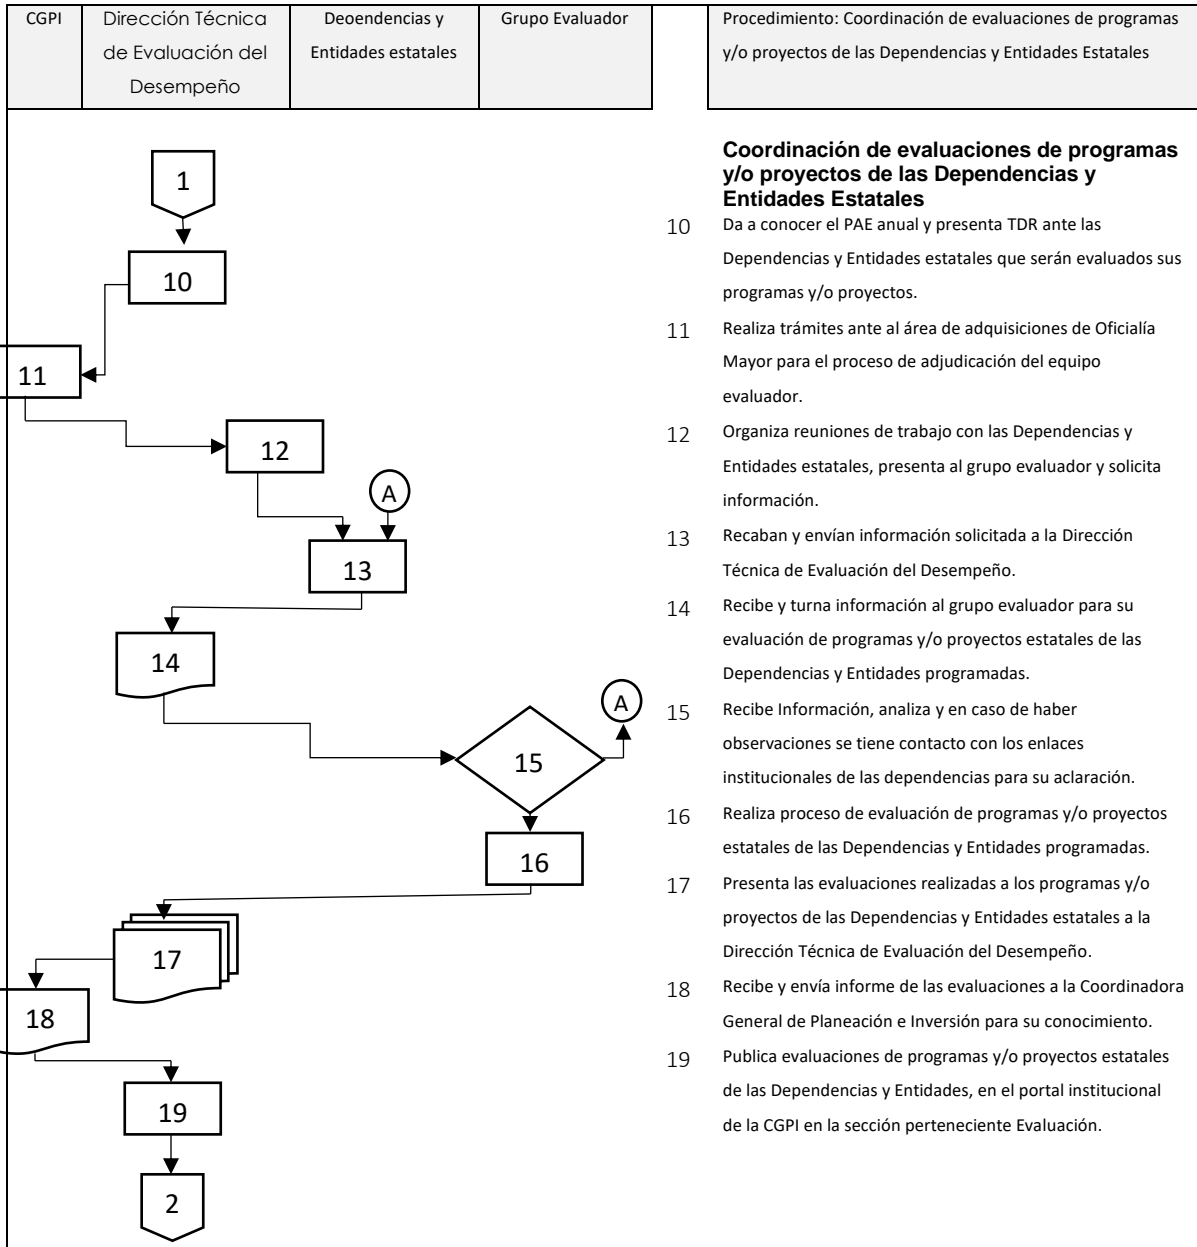 CGPI
Dirección Técnica
de Evaluación del
Desempeño
Deoendencias y
Entidades estatales
Grupo Evaluador
Procedimiento: Coordinación de evaluaciones de programas
y/o proyectos de las Dependencias y Entidades Estatales
1
10
11
12
A
13
14
A
15
16
17
18
19
2
Coordinación de evaluaciones de programas
y/o proyectos de las Dependencias y
Entidades Estatales
10 Da a conocer el PAE anual y presenta TDR ante las
Dependencias y Entidades estatales que serán evaluados sus
programas y/o proyectos.
11 Realiza trámites ante al área de adquisiciones de Oficialía
Mayor para el proceso de adjudicación del equipo
evaluador.
12 Organiza reuniones de trabajo con las Dependencias y
Entidades estatales, presenta al grupo evaluador y solicita
información.
13 Recaban y envían información solicitada a la Dirección
Técnica de Evaluación del Desempeño.
14 Recibe y turna información al grupo evaluador para su
evaluación de programas y/o proyectos estatales de las
Dependencias y Entidades programadas.
15 Recibe Información, analiza y en caso de haber
observaciones se tiene contacto con los enlaces
institucionales de las dependencias para su aclaración.
16 Realiza proceso de evaluación de programas y/o proyectos
estatales de las Dependencias y Entidades programadas.
17 Presenta las evaluaciones realizadas a los programas y/o
proyectos de las Dependencias y Entidades estatales a la
Dirección Técnica de Evaluación del Desempeño.
18 Recibe y envía informe de las evaluaciones a la Coordinadora
General de Planeación e Inversión para su conocimiento.
19 Publica evaluaciones de programas y/o proyectos estatales
de las Dependencias y Entidades, en el portal institucional
de la CGPI en la sección perteneciente Evaluación.